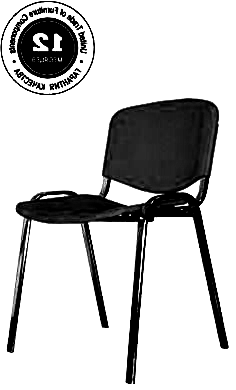 United Trade of Furniture Components
12
МЕСЯЦЕВ
ГАРАНТИЯ КАЧЕСТВА